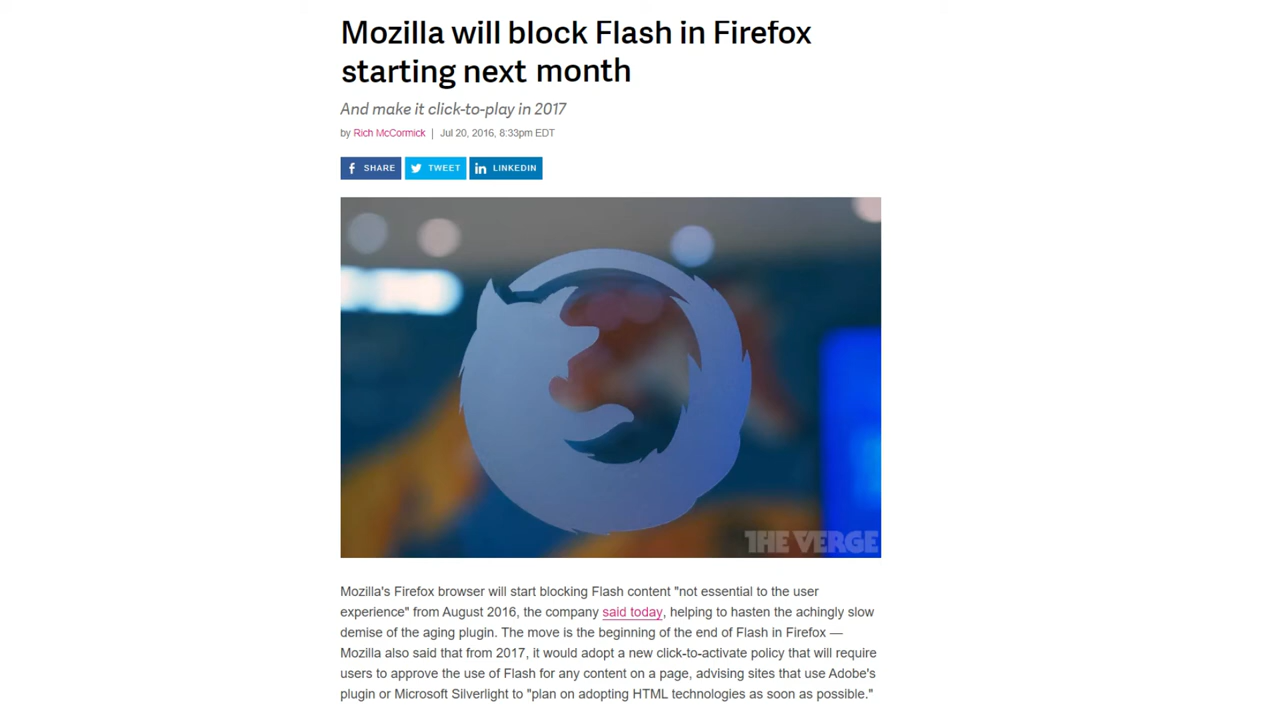 Mozilla will block Flash in Firefox
starting next month
And make it click-to-play in 2017
by Rich McCormick | Jul 20, 2016, 8:33pm EDT
SHARE TWEET LINKEDIN
THE VERGE
Mozilla's Firefox browser will start blocking Flash content "not essential to the user
experience" from August 2016, the company said today, helping to hasten the achingly slow
demise of the aging plugin. The move is the beginning of the end of Flash in Firefox —
Mozilla also said that from 2017, it would adopt a new click-to-activate policy that will require
users to approve the use of Flash for any content on a page, advising sites that use Adobe's
plugin or Microsoft Silverlight to "plan on adopting HTML technologies as soon as possible."